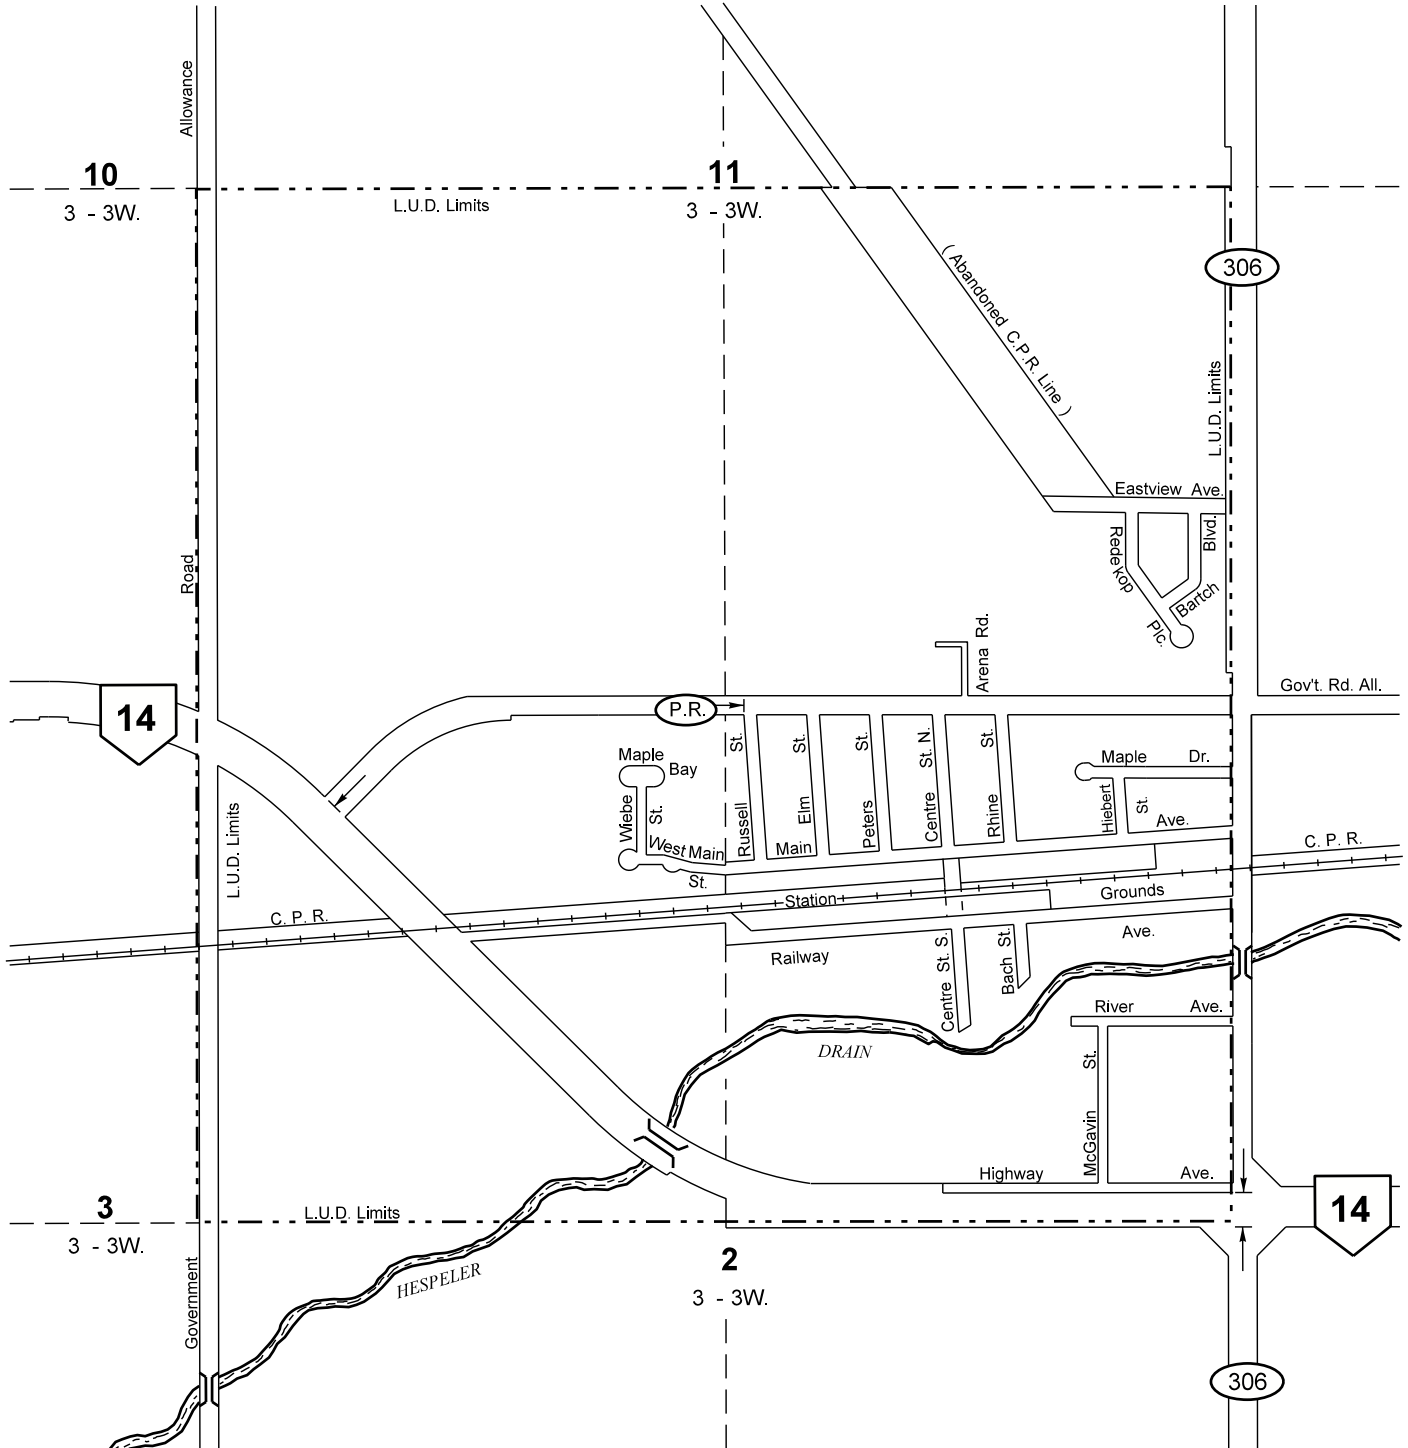 Allowance
10
3 - 3W.
L.U.D. Limits
11
3 - 3W.
306
( Abandoned C.P.R. Line )
L.U.D. Limits
Eastview Ave.
Redekop
Plc.
Bartch
Blvd.
Road
Arena Rd.
Gov't. Rd. All.
14
P.R.
Maple
Bay
Wiebe
St.
West Main
St.
Russell
St.
Elm
St.
Peters
St.
Centre
St. N.
Rhine
St.
Maple Dr.
Hiebert
St.
Main
Ave.
L.U.D. Limits
C. P. R.
C. P. R.
Station
Grounds
Railway
Ave.
Centre St. S.
Bach St.
River Ave.
DRAIN
McGavin
St.
Highway Ave.
14
3
3 - 3W.
L.U.D. Limits
2
3 - 3W.
HESPELER
Government
306